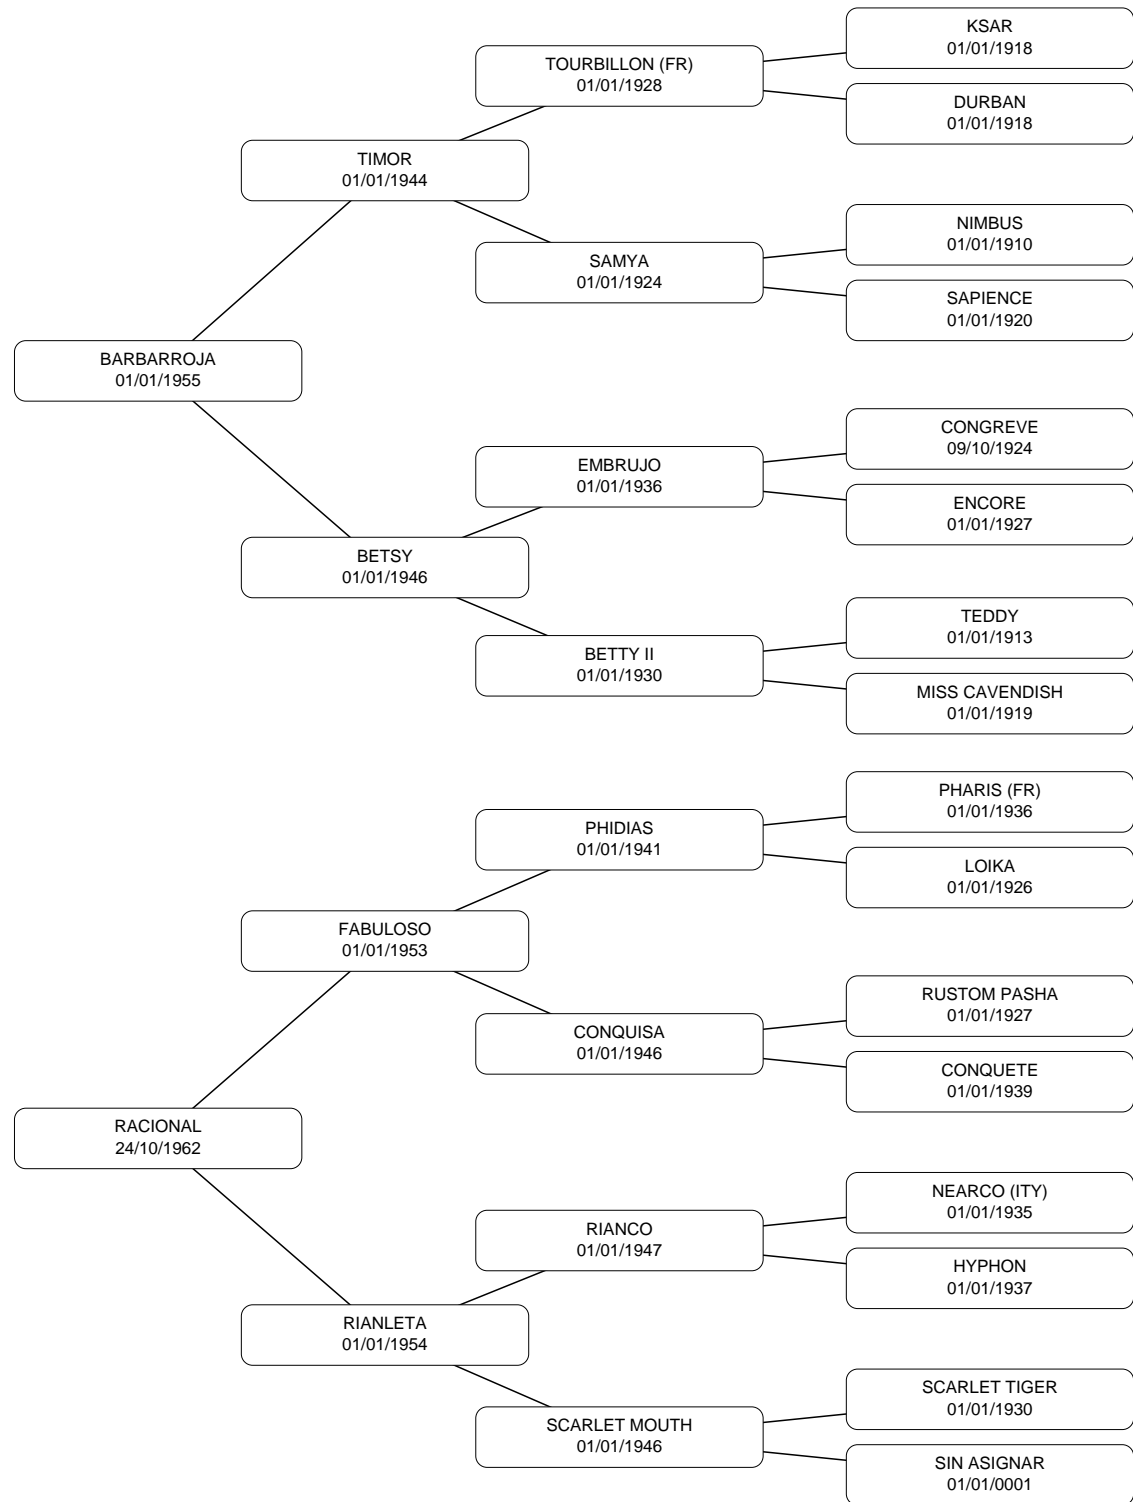 KSAR
01/01/1918
TOURBILLON (FR)
01/01/1928
DURBAN
01/01/1918
TIMOR
01/01/1944
NIMBUS
01/01/1910
SAMYA
01/01/1924
SAPIENCE
01/01/1920
BARBARROJA
01/01/1955
CONGREVE
09/10/1924
EMBRUJO
01/01/1936
ENCORE
01/01/1927
BETSY
01/01/1946
TEDDY
01/01/1913
BETTY II
01/01/1930
MISS CAVENDISH
01/01/1919
PHARIS (FR)
01/01/1936
PHIDIAS
01/01/1941
LOIKA
01/01/1926
FABULOSO
01/01/1953
RUSTOM PASHA
01/01/1927
CONQUISA
01/01/1946
CONQUETE
01/01/1939
RACIONAL
24/10/1962
NEARCO (ITY)
01/01/1935
RIANCO
01/01/1947
HYPHON
01/01/1937
RIANLETA
01/01/1954
SCARLET TIGER
01/01/1930
SCARLET MOUTH
01/01/1946
SIN ASIGNAR
01/01/0001